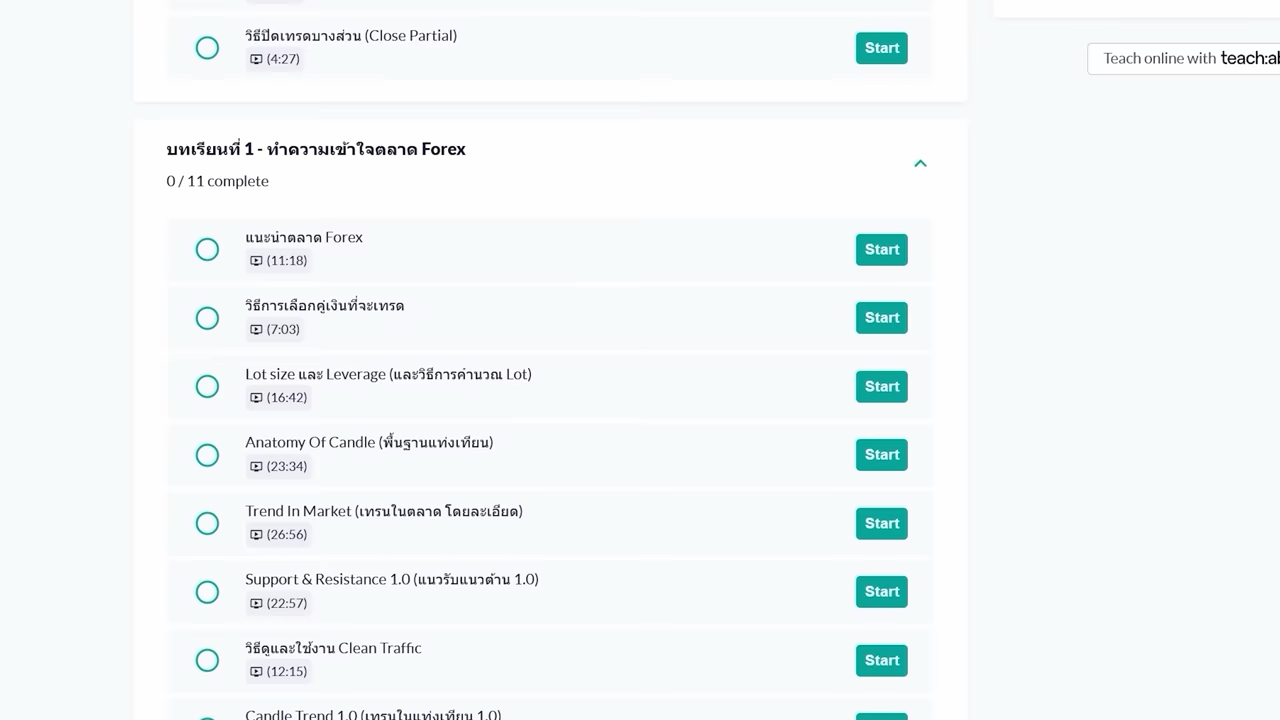 วิธีปิดเทรดบางส่วน (Close Partial)
(4:27)
Start
Teach online with
บทเรียนที่ 1 - ทำความเข้าใจตลาด Forex
0 / 11 complete
แนะนำตลาด Forex
(11:18)
Start
วิธีการเลือกคู่เงินที่จะเทรด
(7:03)
Start
Lot size และ Leverage (และวิธีการคำนวณ Lot)
(16:42)
Start
Anatomy Of Candle (พื้นฐานแท่งเทียน)
(23:34)
Start
Trend In Market (เทรนในตลาด โดยละเอียด)
(26:56)
Start
Support & Resistance 1.0 (แนวรับแนวต้าน 1.0)
(22:57)
Start
วิธีดูและใช้งาน Clean Traffic
(12:15)
Start
Candle Trend 1.0 (เทรนในแท่งเทียน 1.0)